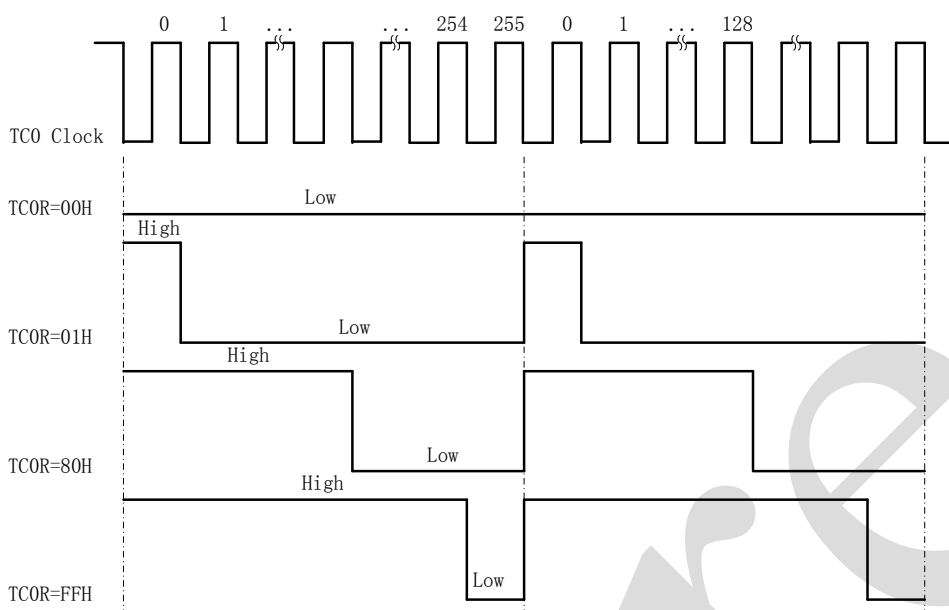 0 1 ... ... 254 255 0 1 ... 128
TC0 Clock
Low
TC0R=00H
High
Low
TC0R=01H
High
Low
TC0R=80H
High
Low
TC0R=FFH